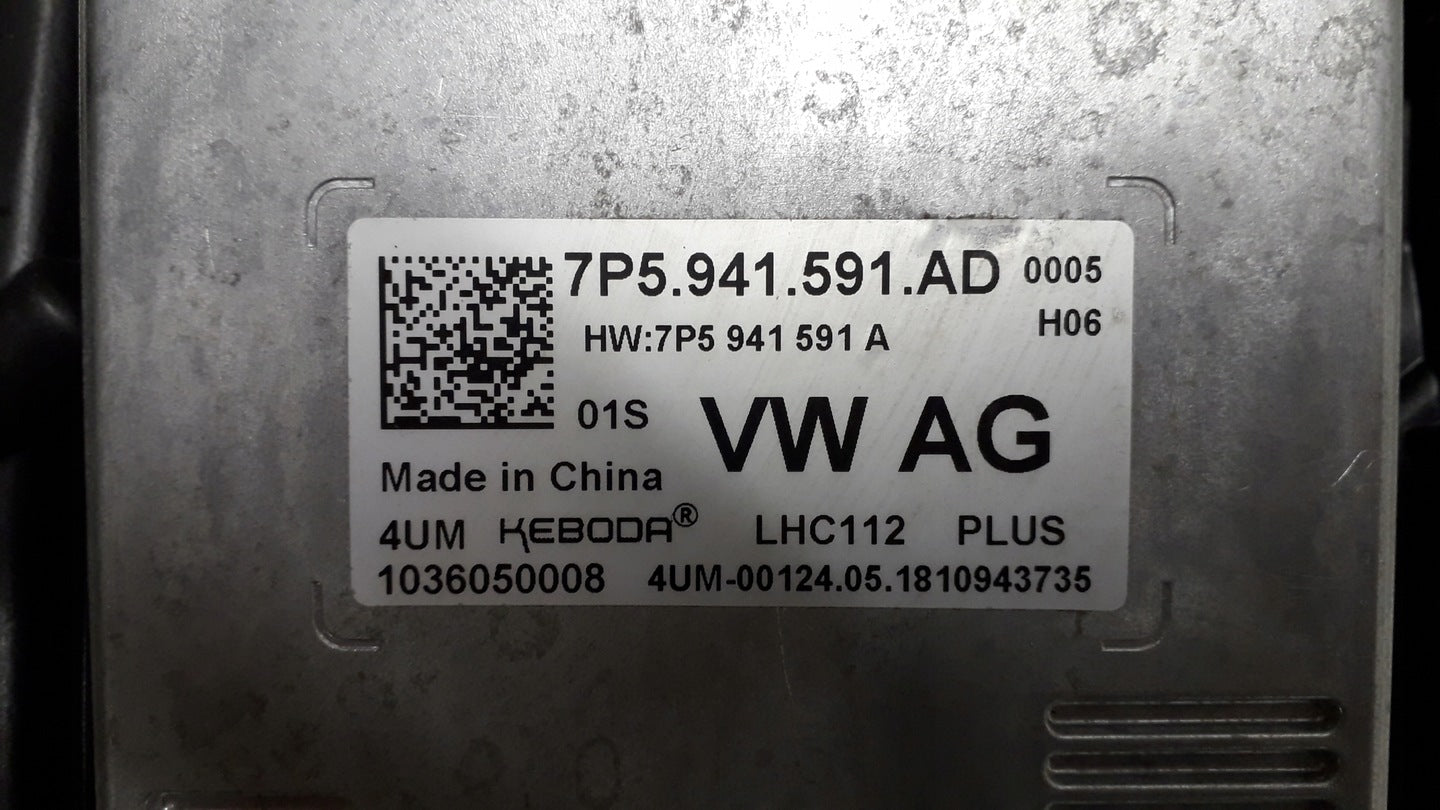 7P5.941.591.AD 0005
HW:7P5 941 591 A H06
01S VW AG
Made in China
4UM KEBODA® LHC112 PLUS
1036050008 4UM-00124.05.1810943735